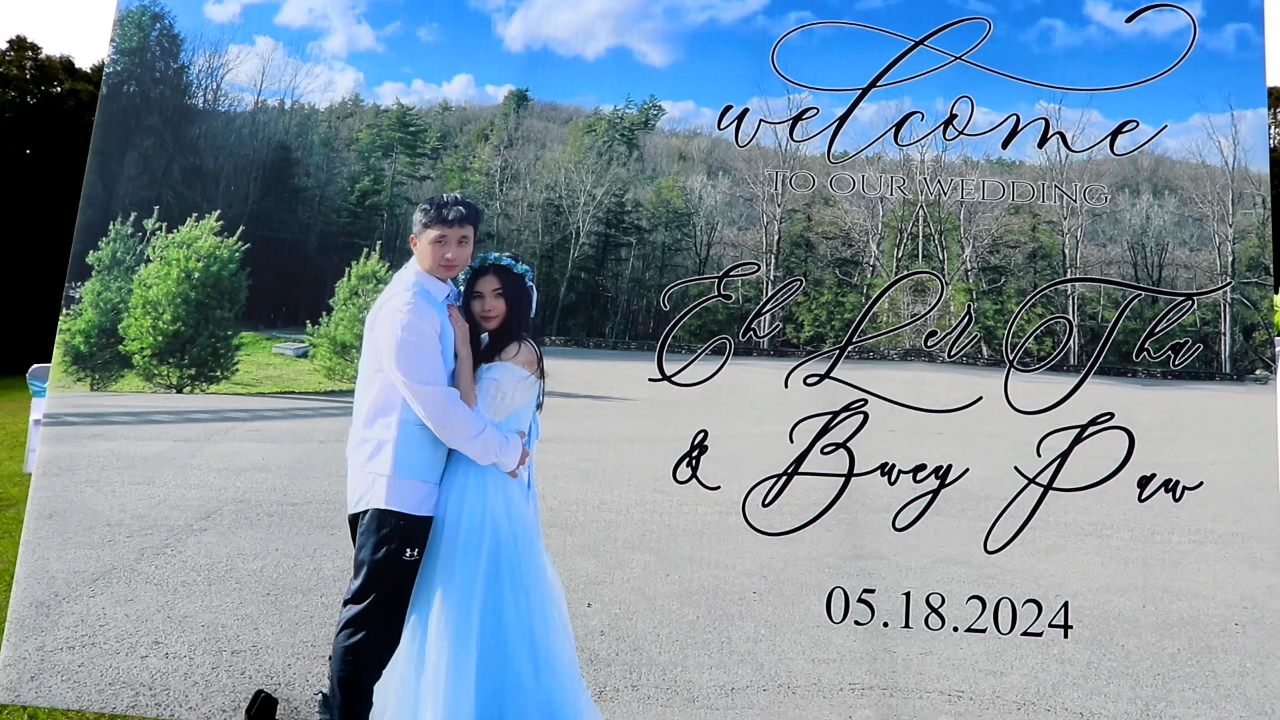 welcome
TO OUR WEDDING
Eh Ler Tha
& Bwey Paw
05.18.2024